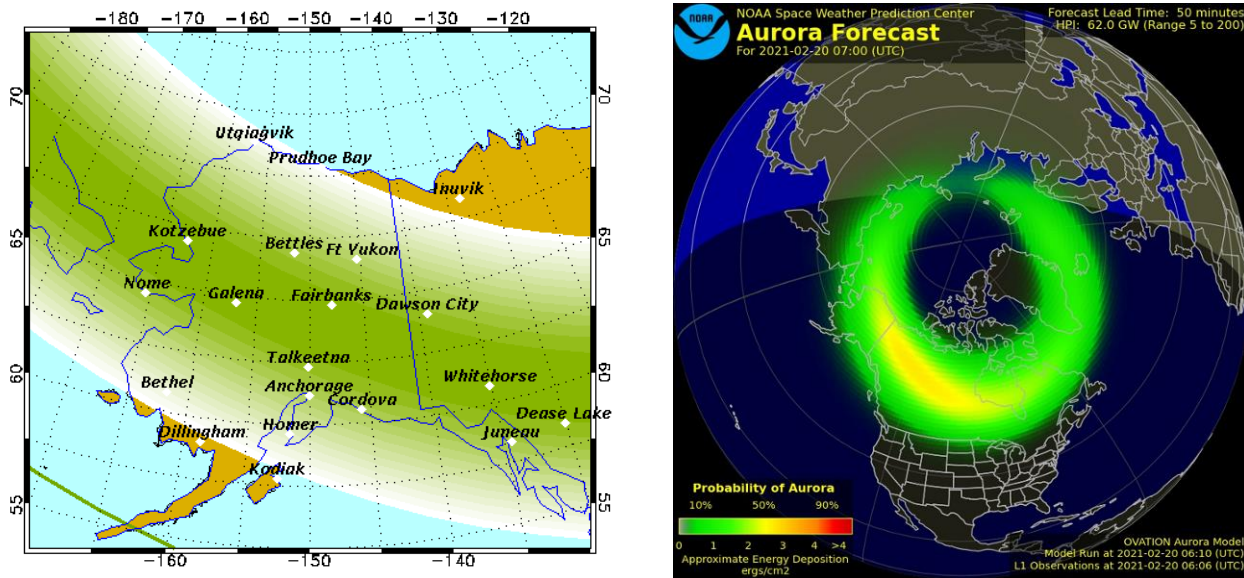 −180 −170 −160 −150 −140 −130 −120
70
70
Utqiaġvik
Prudhoe Bay
Inuvik
65
65
Kotzebue
Bettles
Ft Yukon
Nome
Galena
Fairbanks
Dawson City
Talkeetna
60
60
Whitehorse
Bethel
Anchorage
Cordova
Dease Lake
Homer
Dillingham
Juneau
Kodiak
55
55
−160
−150
−140
NOAA
NOAA Space Weather Prediction Center
Aurora Forecast
For 2021-02-20 07:00 (UTC)
Forecast Lead Time: 50 minutes
HPI: 62.0 GW (Range 5 to 200)
Probability of Aurora
10% 50% 90%
0 1 2 3 4 >4
Approximate Energy Deposition
ergs/cm2
OVATION Aurora Model
Model Run at 2021-02-20 06:10 (UTC)
L1 Observations at 2021-02-20 06:06 (UTC)